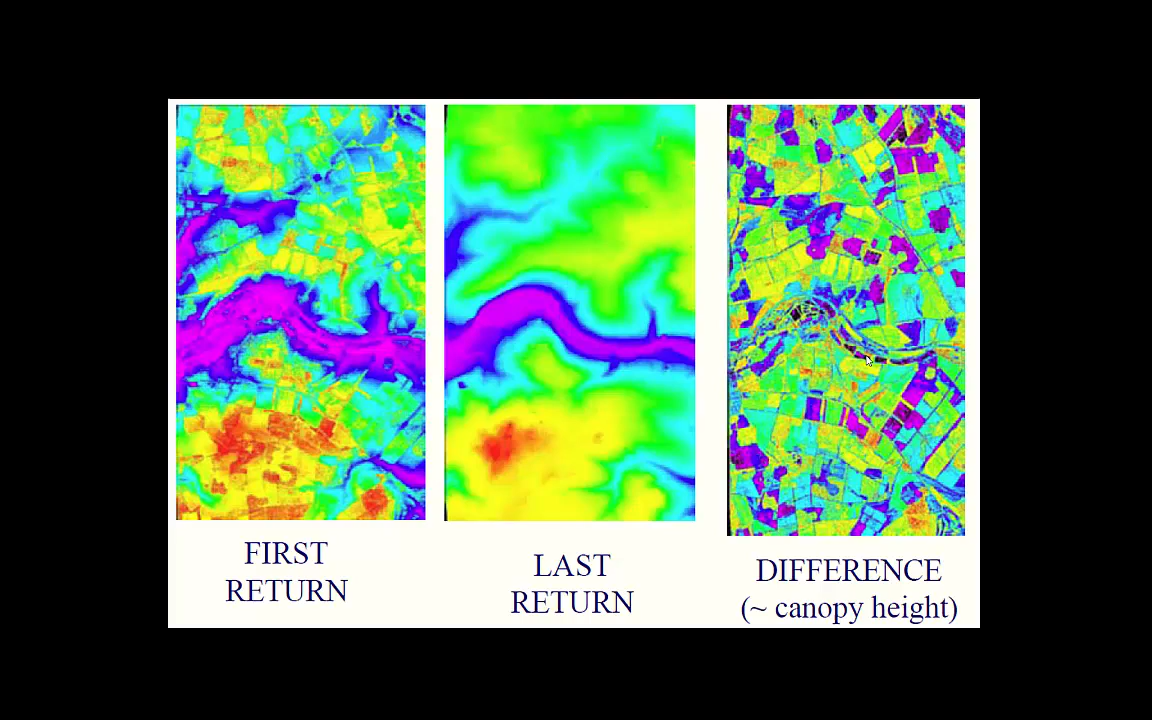 FIRST
RETURN
LAST
RETURN
DIFFERENCE
(~ canopy height)